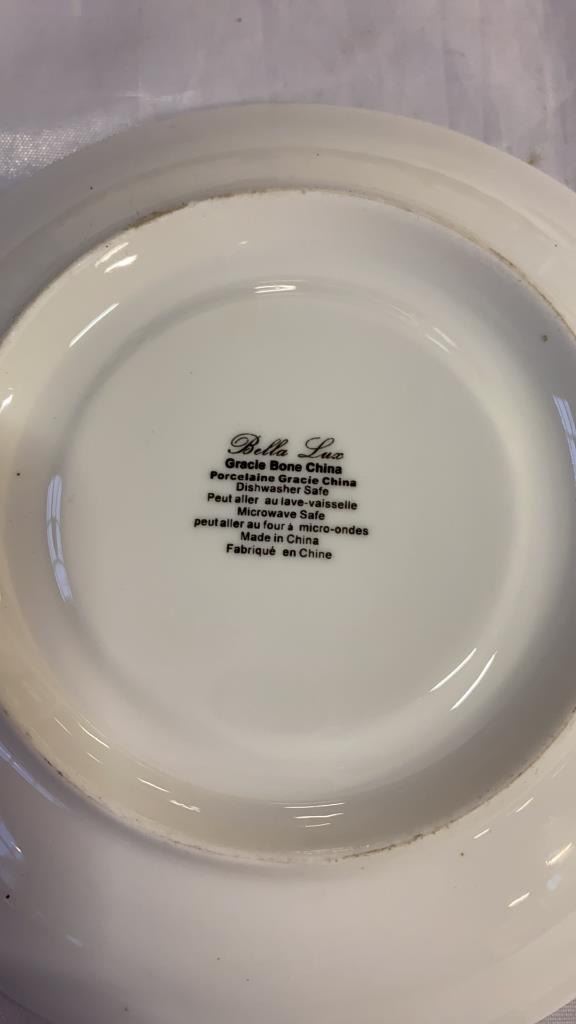 Bella Lux
Gracie Bone China
Porcelaine Gracie China
Dishwasher Safe
Peut aller au lave-vaisselle
Microwave Safe
peut aller au four à micro-ondes
Made in China
Fabriqué en Chine